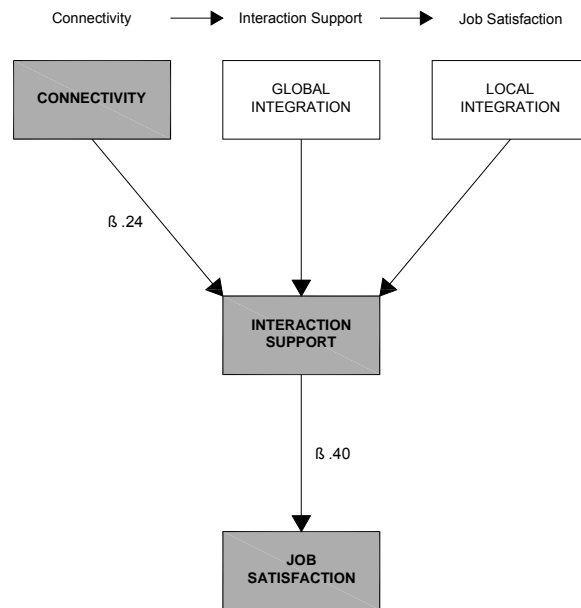 Connectivity Interaction Support Job Satisfaction
CONNECTIVITY
GLOBAL
INTEGRATION
LOCAL
INTEGRATION
ß .24
INTERACTION
SUPPORT
ß .40
JOB
SATISFACTION